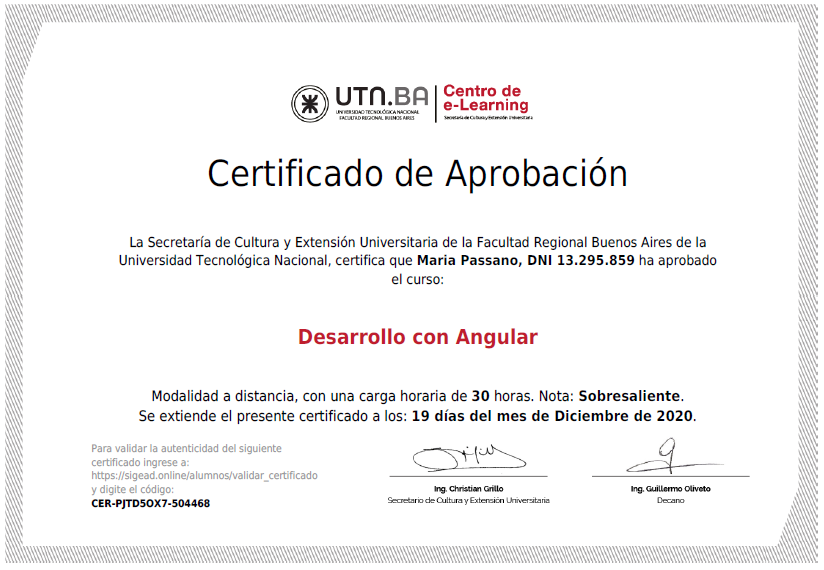 UTN.BA
UNIVERSIDAD TECNOLÓGICA NACIONAL
FACULTAD REGIONAL BUENOS AIRES
Centro de
e-Learning
Secretaría de Cultura y Extensión Universitaria
Certificado de Aprobación
La Secretaría de Cultura y Extensión Universitaria de la Facultad Regional Buenos Aires de la
Universidad Tecnológica Nacional, certifica que Maria Passano, DNI 13.295.859 ha aprobado
el curso:
Desarrollo con Angular
Modalidad a distancia, con una carga horaria de 30 horas. Nota: Sobresaliente.
Se extiende el presente certificado a los: 19 días del mes de Diciembre de 2020.
Para validar la autenticidad del siguiente
certificado ingrese a:
https://sigead.online/alumnos/validar_certificado
y digite el código:
CER-PJTD5OX7-504468
Ing. Christian Grillo
Secretario de Cultura y Extensión Universitaria
Ing. Guillermo Oliveto
Decano